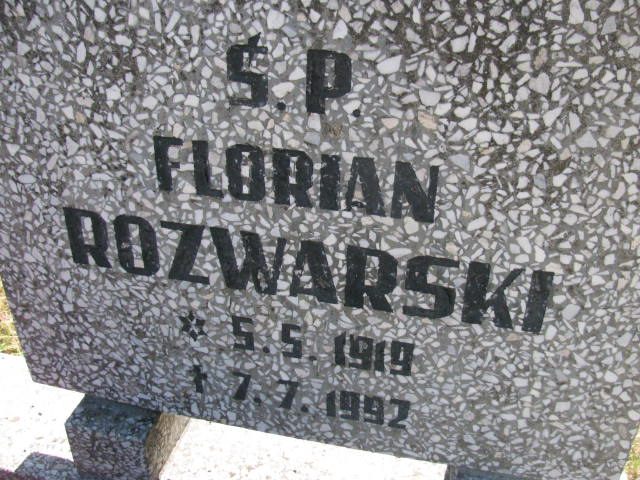 Ś.P.
FLORIAN
ROZWARSKI
* 5.5.1919
† 7.7.1992